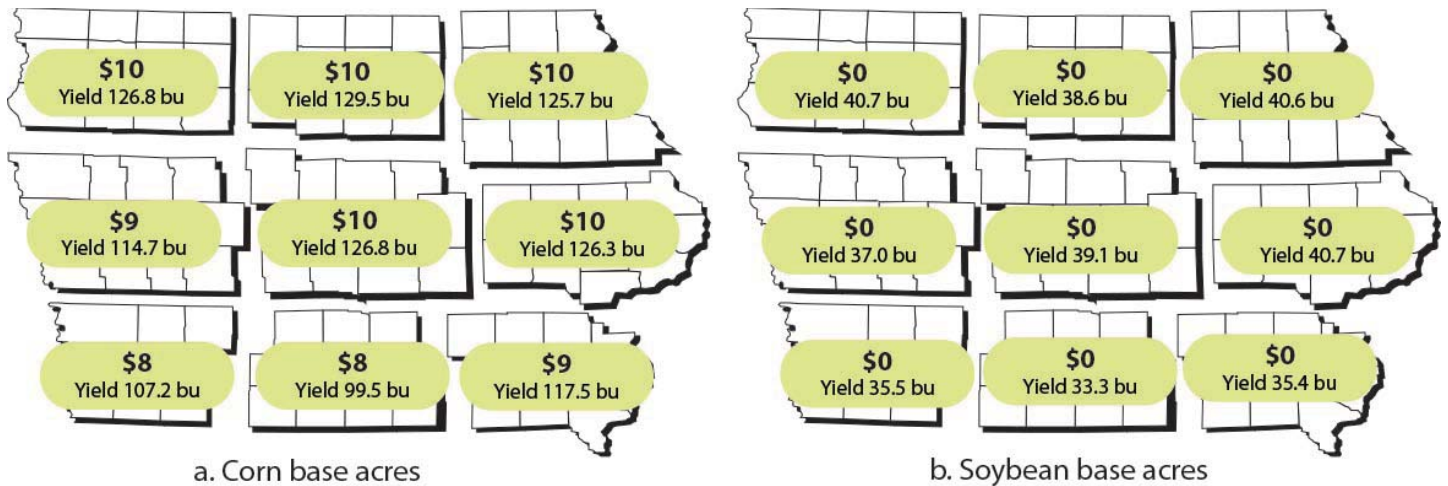 $10
Yield 126.8 bu
$10
Yield 129.5 bu
$10
Yield 125.7 bu
$9
Yield 114.7 bu
$10
Yield 126.8 bu
$10
Yield 126.3 bu
$8
Yield 107.2 bu
$8
Yield 99.5 bu
$9
Yield 117.5 bu
a. Corn base acres
$0
Yield 40.7 bu
$0
Yield 38.6 bu
$0
Yield 40.6 bu
$0
Yield 37.0 bu
$0
Yield 39.1 bu
$0
Yield 40.7 bu
$0
Yield 35.5 bu
$0
Yield 33.3 bu
$0
Yield 35.4 bu
b. Soybean base acres